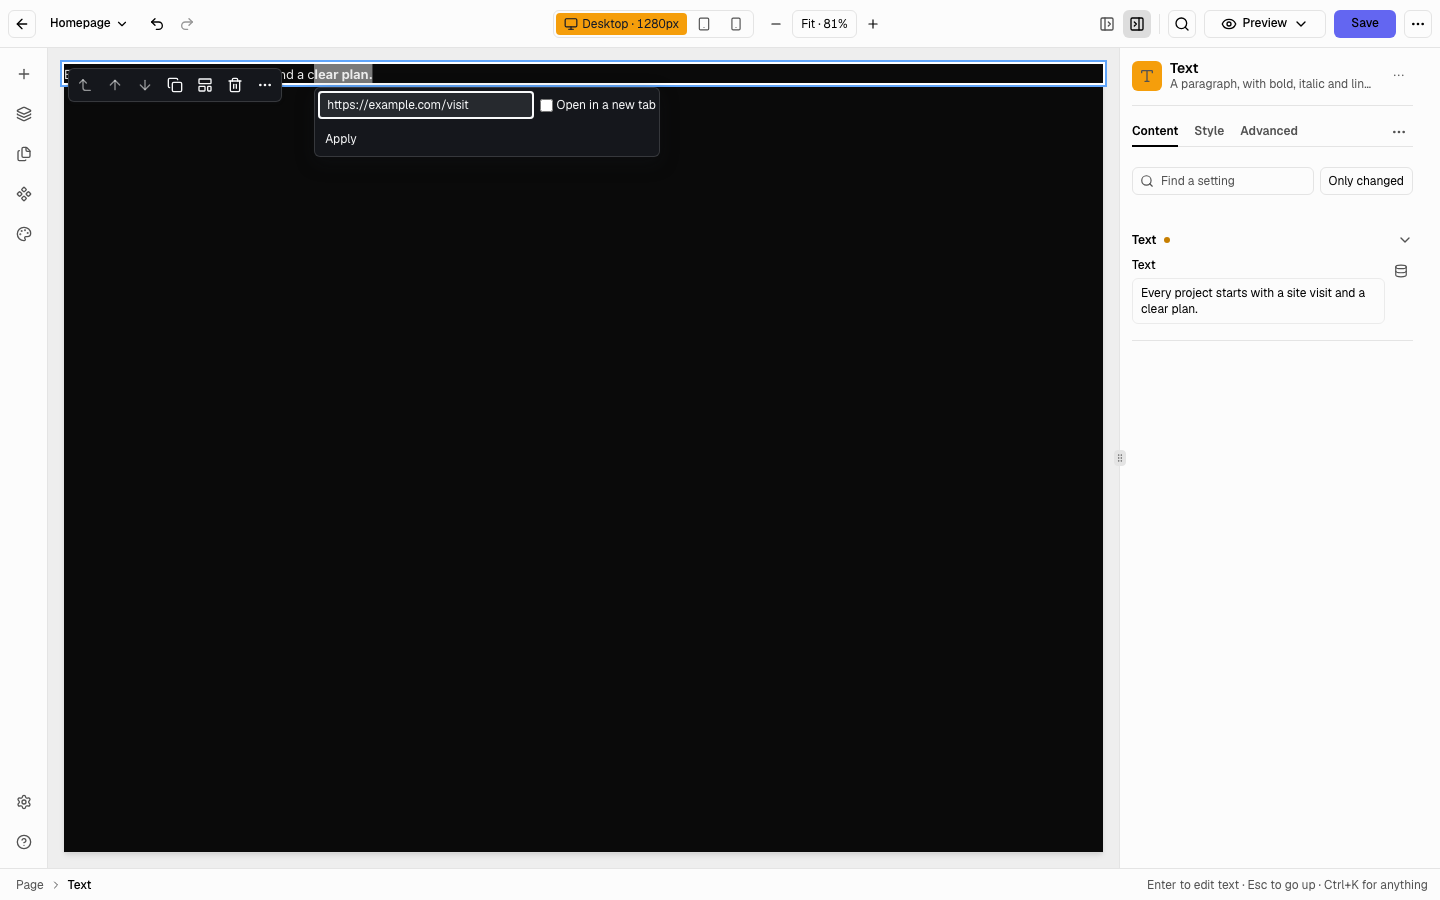 Homepage
Desktop · 1280px
Fit · 81%
Preview
Save
nd a clear plan.
https://example.com/visit
Open in a new tab
Apply
Text
A paragraph, with bold, italic and lin...
Content
Style
Advanced
Find a setting
Only changed
Text
Text
Every project starts with a site visit and a
clear plan.
Page
Text
Enter to edit text · Esc to go up · Ctrl+K for anything